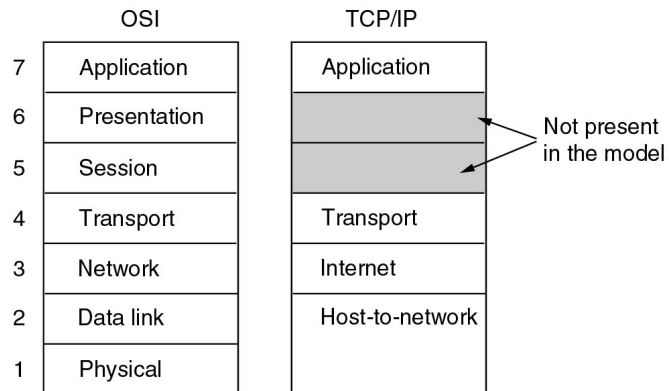 OSI TCP/IP
7 Application Application
6 Presentation
Not present
in the model
5 Session
4 Transport Transport
3 Network Internet
2 Data link Host-to-network
1 Physical